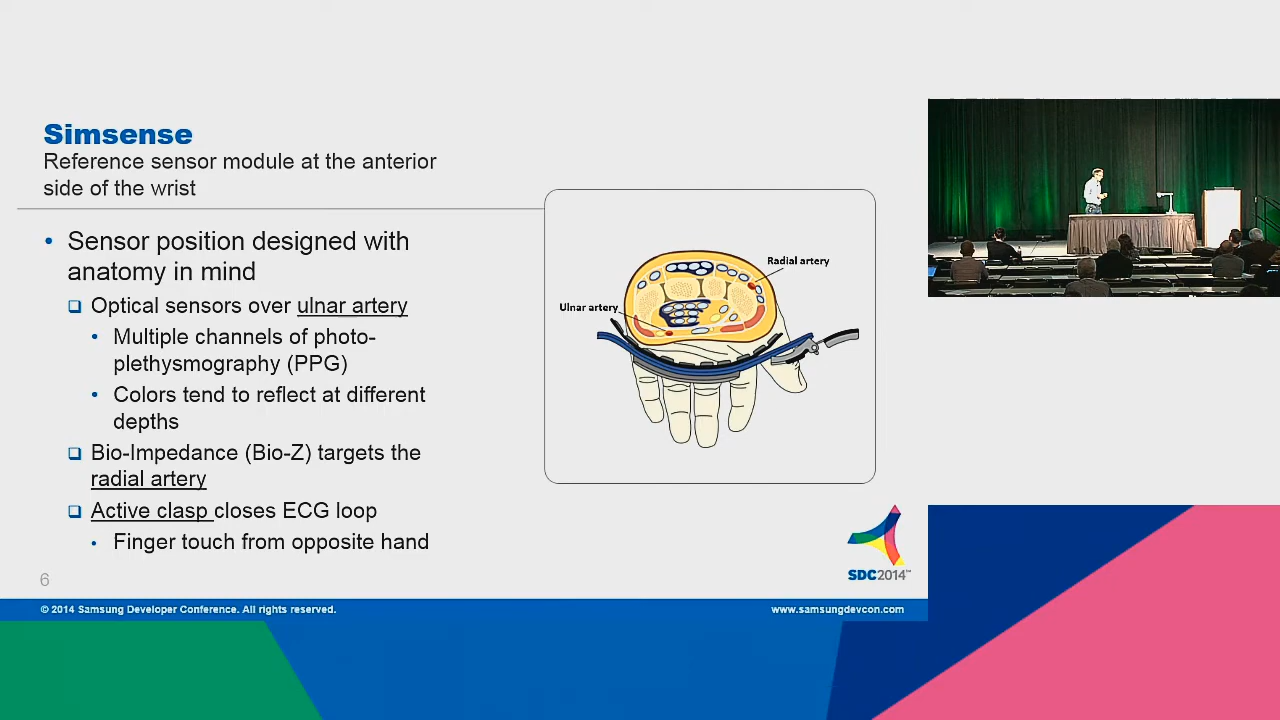 Simsense
Reference sensor module at the anterior
side of the wrist
• Sensor position designed with
anatomy in mind
❑ Optical sensors over ulnar artery
• Multiple channels of photo-
plethysmography (PPG)
• Colors tend to reflect at different
depths
❑ Bio-Impedance (Bio-Z) targets the
radial artery
❑ Active clasp closes ECG loop
• Finger touch from opposite hand
Radial artery
Ulnar artery
6
SDC2014™
© 2014 Samsung Developer Conference. All rights reserved.
www.samsungdevcon.com